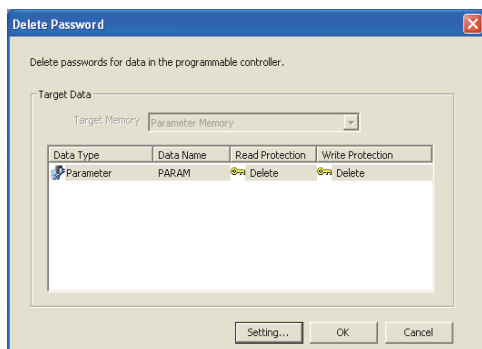 Delete Password
Delete passwords for data in the programmable controller.
Target Data
Target Memory Parameter Memory
Data Type Data Name Read Protection Write Protection
Parameter PARAM Delete Delete
Setting... OK Cancel